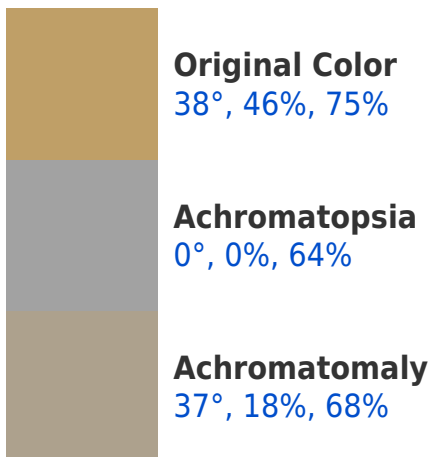 Original Color
38°, 46%, 75%
Achromatopsia
0°, 0%, 64%
Achromatomaly
37°, 18%, 68%